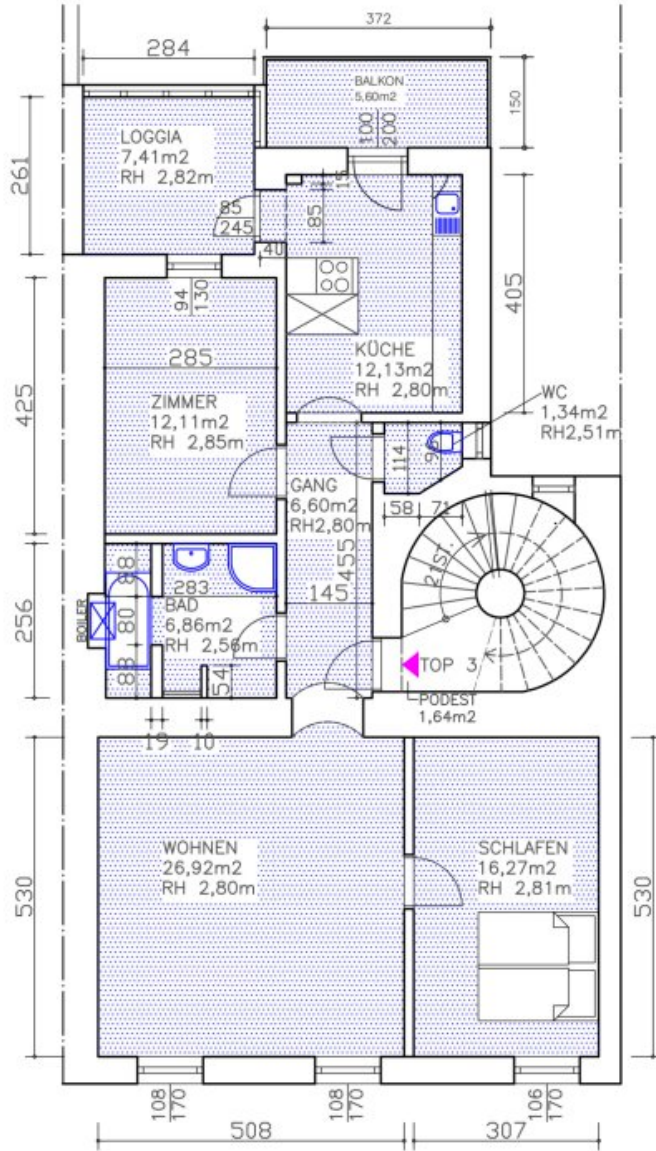 372
284
BALKON
5,60m2
150
100
200
LOGGIA
7,41m2
RH 2,82m
261
15
85
245
85
40
405
94
130
KÜCHE
12,13m2
RH 2,80m
285
425
ZIMMER
12,11m2
RH 2,85m
WC
1,34m2
RH2,51m
114
GANG
6,60m2
RH2,80m
58
71
455
21ST.
88
283
256
BOILER
80
BAD
6,86m2
RH 2,56m
145
54
88
TOP 3
PODEST
1,64m2
19
10
530
WOHNEN
26,92m2
RH 2,80m
SCHLAFEN
16,27m2
RH 2,81m
530
108
170
108
170
106
170
508
307